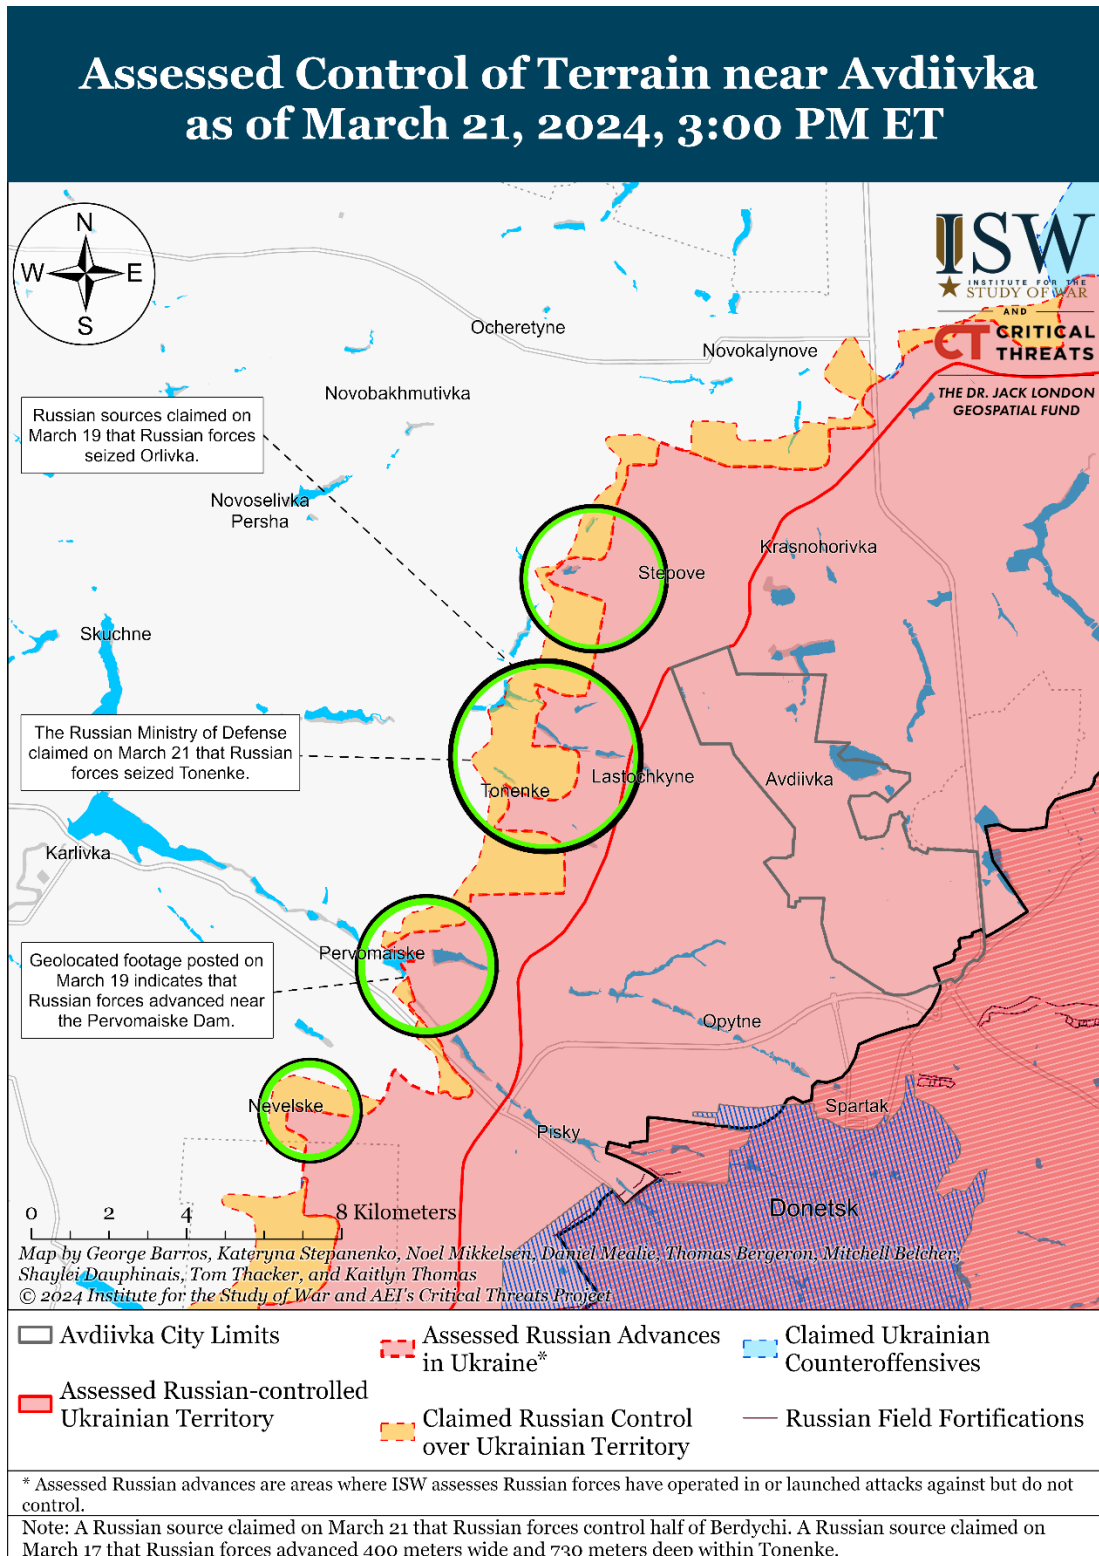 Assessed Control of Terrain near Avdiivka
as of March 21, 2024, 3:00 PM ET
N
W
E
S
ISW
INSTITUTE FOR THE
STUDY OF WAR
AND
CT CRITICAL
THREATS
THE DR. JACK LONDON
GEOSPATIAL FUND
Ocheretyne
Novokalynove
Novobakhmutivka
Russian sources claimed on
March 19 that Russian forces
seized Orlivka.
Novoselivka
Persha
Krasnohorivka
Stepove
Skuchne
The Russian Ministry of Defense
claimed on March 21 that Russian
forces seized Tonenke.
Lastochkyne
Avdiivka
Tonenke
Karlivka
Pervomaiske
Geolocated footage posted on
March 19 indicates that
Russian forces advanced near
the Pervomaiske Dam.
Opytne
Nevelske
Spartak
Pisky
Donetsk
0 2 4 8 Kilometers
Map by George Barros, Kateryna Stepanenko, Noel Mikkelsen, Daniel Mealie, Thomas Bergeron, Mitchell Belcher,
Shaylei Dauphinais, Tom Thacker, and Kaitlyn Thomas
© 2024 Institute for the Study of War and AEI's Critical Threats Project
Avdiivka City Limits
Assessed Russian-controlled
Ukrainian Territory
Assessed Russian Advances
in Ukraine*
Claimed Russian Control
over Ukrainian Territory
Claimed Ukrainian
Counteroffensives
Russian Field Fortifications
* Assessed Russian advances are areas where ISW assesses Russian forces have operated in or launched attacks against but do not
control.
Note: A Russian source claimed on March 21 that Russian forces control half of Berdychi. A Russian source claimed on
March 17 that Russian forces advanced 400 meters wide and 730 meters deep within Tonenke.